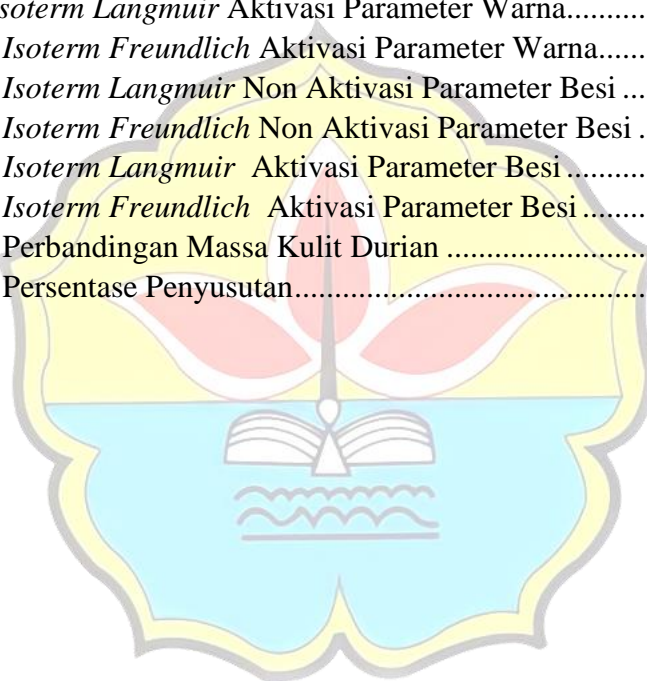 soterm Langmuir Aktivasi Parameter Warna..........
Isoterm Freundlich Aktivasi Parameter Warna......
Isoterm Langmuir Non Aktivasi Parameter Besi ...
Isoterm Freundlich Non Aktivasi Parameter Besi .
Isoterm Langmuir  Aktivasi Parameter Besi..........
Isoterm Freundlich  Aktivasi Parameter Besi........
Perbandingan Massa Kulit Durian .........................
Persentase Penyusutan............................................